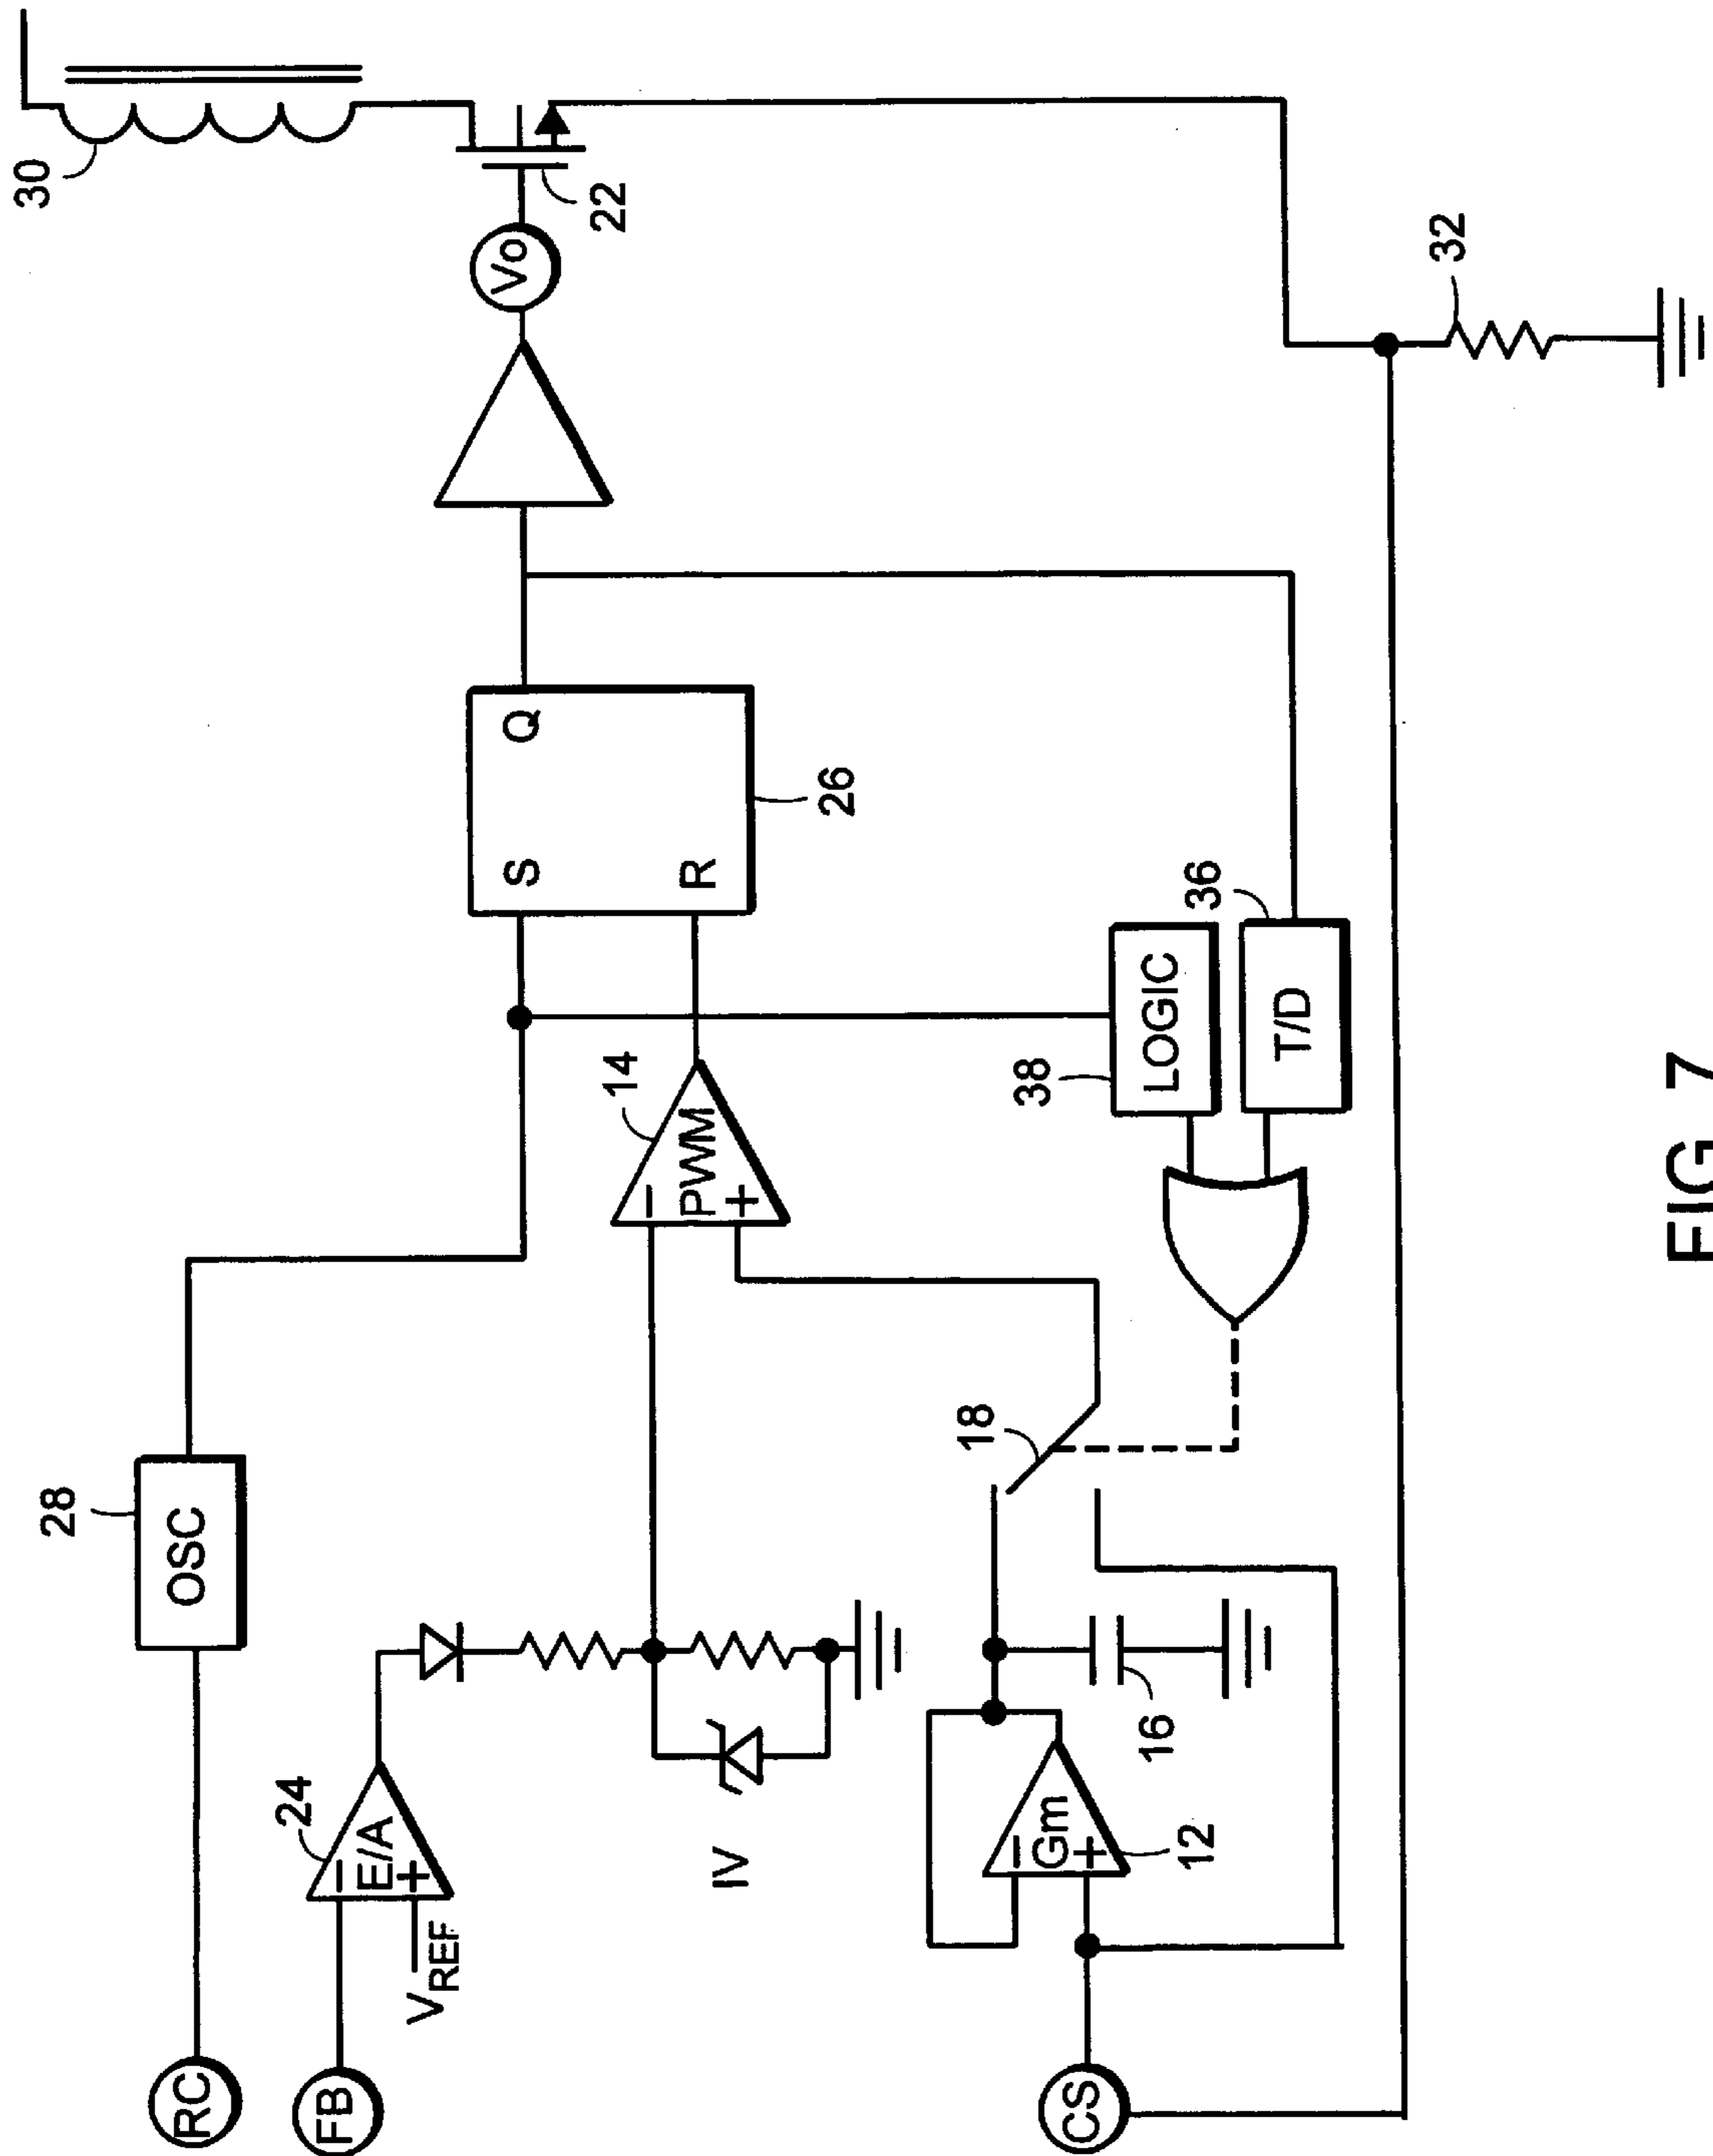 RC
28
OSC
FB
24
E/A
−
+
VREF
IV
CS
12
Gm
−
+
16
18
14
PWM
−
+
S
R
Q
26
38
LOGIC
36
T/D
Vo
22
30
32
FIG. 7